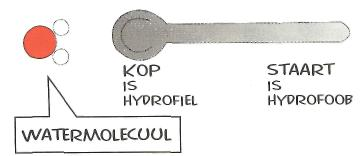 KOP
IS
HYDROFIEL
STAART
IS
HYDROFOOB
WATERMOLECUUL